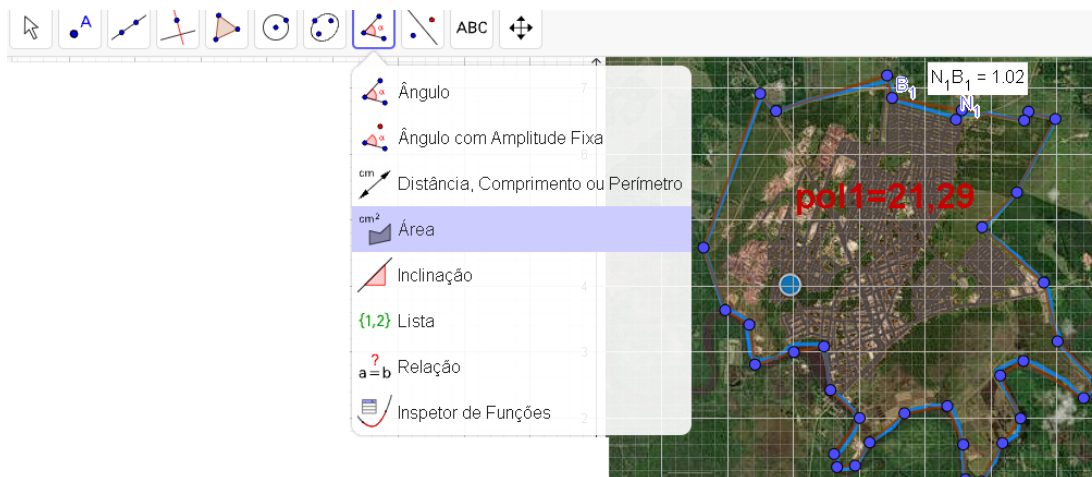 A
α
ABC
α
Ângulo
α
Ângulo com Amplitude Fixa
cm
Distância, Comprimento ou Perímetro
cm²
Área
Inclinação
{1,2} Lista
?
a=b
Relação
Inspetor de Funções
7
6
4
3
2
B₁
N₁B₁ = 1.02
N₁
pol1=21,29